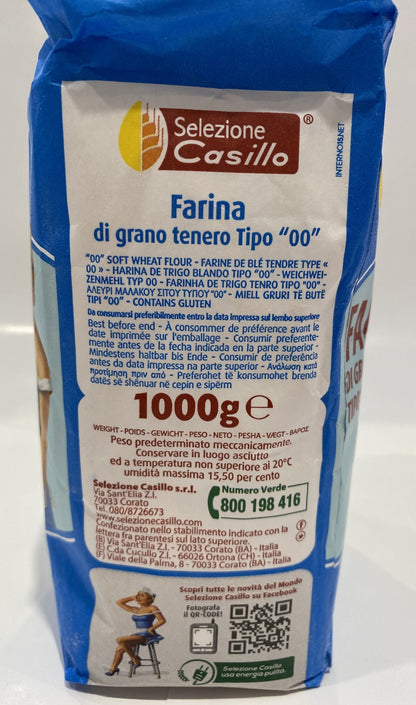 Selezione
Casillo®
INTERNO15.NET
Farina
di grano tenero Tipo “00”
“00” SOFT WHEAT FLOUR - FARINE DE BLÉ TENDRE TYPE «
00 » - HARINA DE TRIGO BLANDO TIPO “00” - WEICHWEI-
ZENMEHL TYP 00 - FARINHA DE TRIGO TENRO TIPO "00" -
ΑΛΕΥΡΙ ΜΑΛΑΚΟΥ ΣΙΤΟΥ ΤΥΠΟΥ "00" - MIELL GRURI TË BUTË
TIPI “00” - CONTAINS GLUTEN
Da consumarsi preferibilmente entro la data impressa sul lembo superiore
Best before end - À consommer de préférence avant le
date imprimée sur l'emballage - Consumir preferente-
mente antes de la fecha indicada en la parte superior -
Mindestens haltbar bis Ende - Consumir de preferência
antes da data impressa na parte superior - Ανάλωση κατά
προτίμηση πριν από - Preferohet të konsumohet brenda
datës së shënuar në cepin e sipërm
1000g e
WEIGHT - POIDS - GEWICHT - PESO - NETO - PESHA - VÆGT - ΒΑΡΟΣ
Peso predeterminato meccanicamente.
Conservare in luogo asciutto
ed a temperatura non superiore ai 20°C
umidità massima 15,50 per cento
Selezione Casillo s.r.l.
Via Sant'Elia Z.I.
70033 Corato
Tel. 080/8726673
www.selezionecasillo.com
Numero Verde
800 198 416
Confezionato nello stabilimento indicato con la
lettera fra parentesi sul lato superiore.
(B) Via Sant'Elia Z.I. - 70033 Corato (BA) - Italia
(E) C.da Cucullo Z.I. - 66026 Ortona (CH) - Italia
(F) Viale della Palma, 8 - 70033 Corato (BA) - Italia
Scopri tutte le novità del Mondo
Selezione Casillo su Facebook
Fotografa
il QR-CODE!
Selezione Casillo
usa energia pulita.